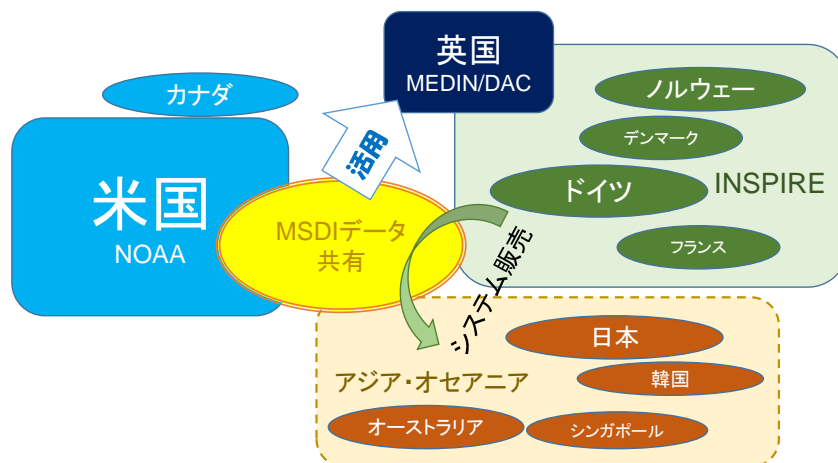 英国
MEDIN/DAC
カナダ
ノルウェー
デンマーク
活用
米国
NOAA
ドイツ
INSPIRE
MSDIデータ
共有
フランス
システム販売
日本
アジア・オセアニア
韓国
オーストラリア
シンガポール